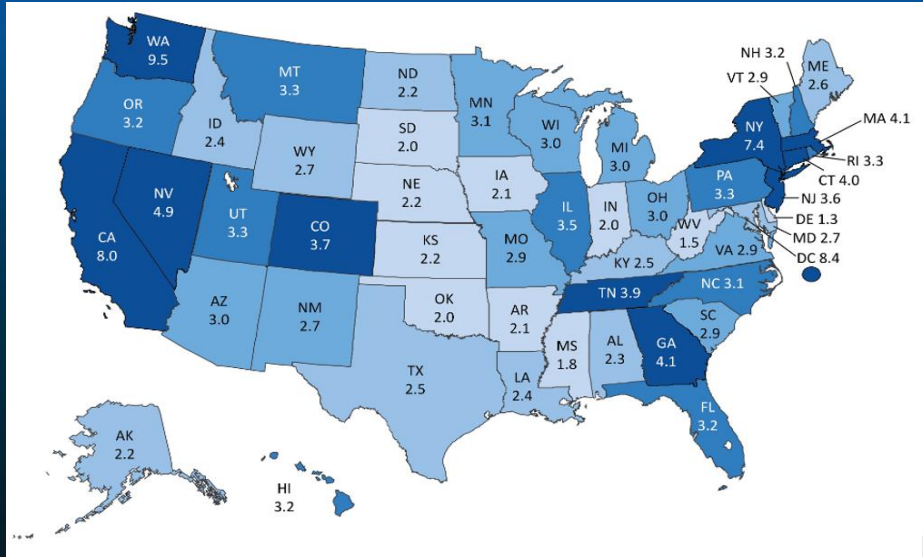 WA
9.5
OR
3.2
CA
8.0
NV
4.9
ID
2.4
MT
3.3
WY
2.7
UT
3.3
CO
3.7
AZ
3.0
NM
2.7
ND
2.2
SD
2.0
NE
2.2
KS
2.2
OK
2.0
TX
2.5
MN
3.1
IA
2.1
MO
2.9
AR
2.1
LA
2.4
WI
3.0
IL
3.5
MI
3.0
IN
2.0
OH
3.0
KY 2.5
TN 3.9
MS
1.8
AL
2.3
GA
4.1
FL
3.2
SC
2.9
NC 3.1
VA 2.9
WV
1.5
PA
3.3
NY
7.4
NH 3.2
VT 2.9
ME
2.6
MA 4.1
RI 3.3
CT 4.0
NJ 3.6
DE 1.3
MD 2.7
DC 8.4
AK
2.2
HI
3.2